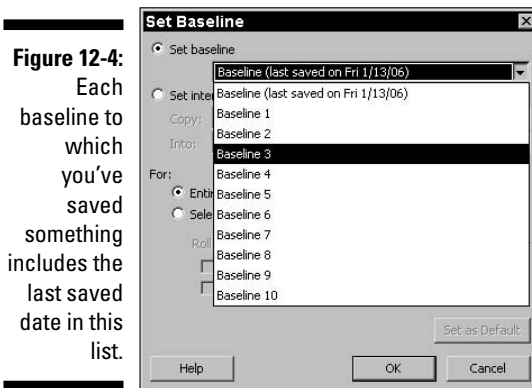 Figure 12-4:
Each
baseline to
which
you've
saved
something
includes the
last saved
date in this
list.
Set Baseline
Set baseline
Baseline (last saved on Fri 1/13/06)
Set inte
Baseline (last saved on Fri 1/13/06)
Copy:
Baseline 1
Into:
Baseline 2
Baseline 3
For:
Baseline 4
Enti
Baseline 5
Sele
Baseline 6
Roll
Baseline 7
Baseline 8
Baseline 9
Baseline 10
Set as Default
Help
OK
Cancel